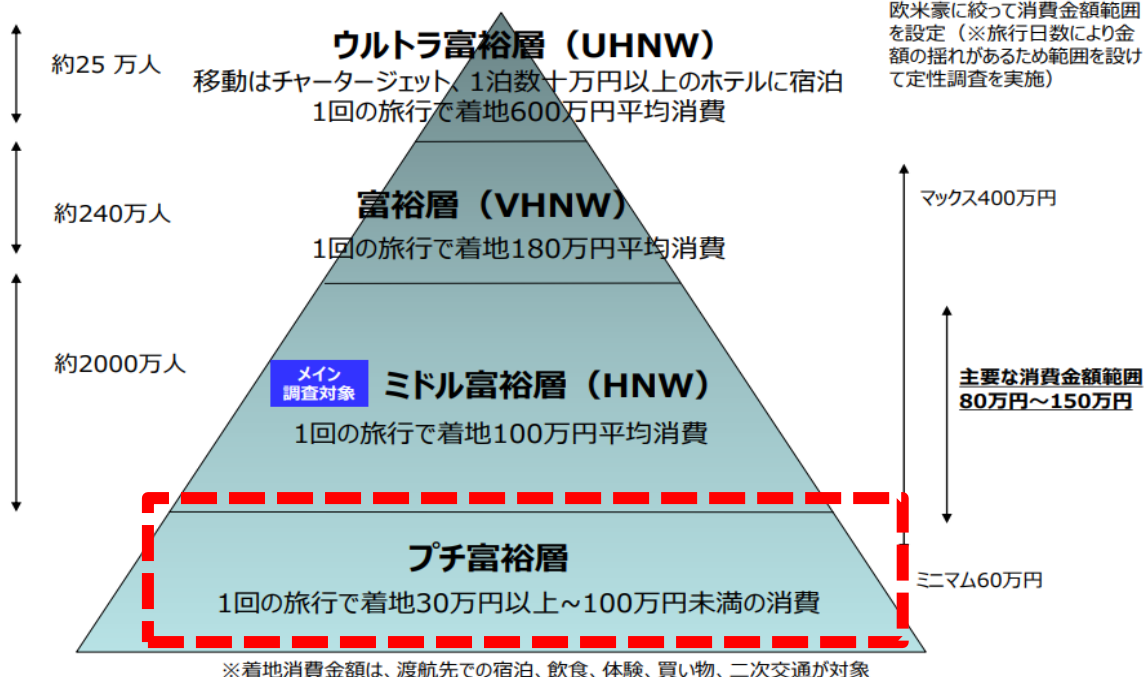 欧米豪に絞って消費金額範囲
を設定(※旅行日数により金
額の揺れがあるため範囲を設け
て定性調査を実施)
約25 万人
ウルトラ富裕層(UHNW)
移動はチャータージェット、1泊数十万円以上のホテルに宿泊
1回の旅行で着地600万円平均消費
約240万人
富裕層(VHNW)
1回の旅行で着地180万円平均消費
マックス400万円
約2000万人
メイン
調査対象
ミドル富裕層(HNW)
1回の旅行で着地100万円平均消費
主要な消費金額範囲
80万円~150万円
プチ富裕層
1回の旅行で着地30万円以上~100万円未満の消費
ミニマム60万円
※着地消費金額は、渡航先での宿泊、飲食、体験、買い物、二次交通が対象